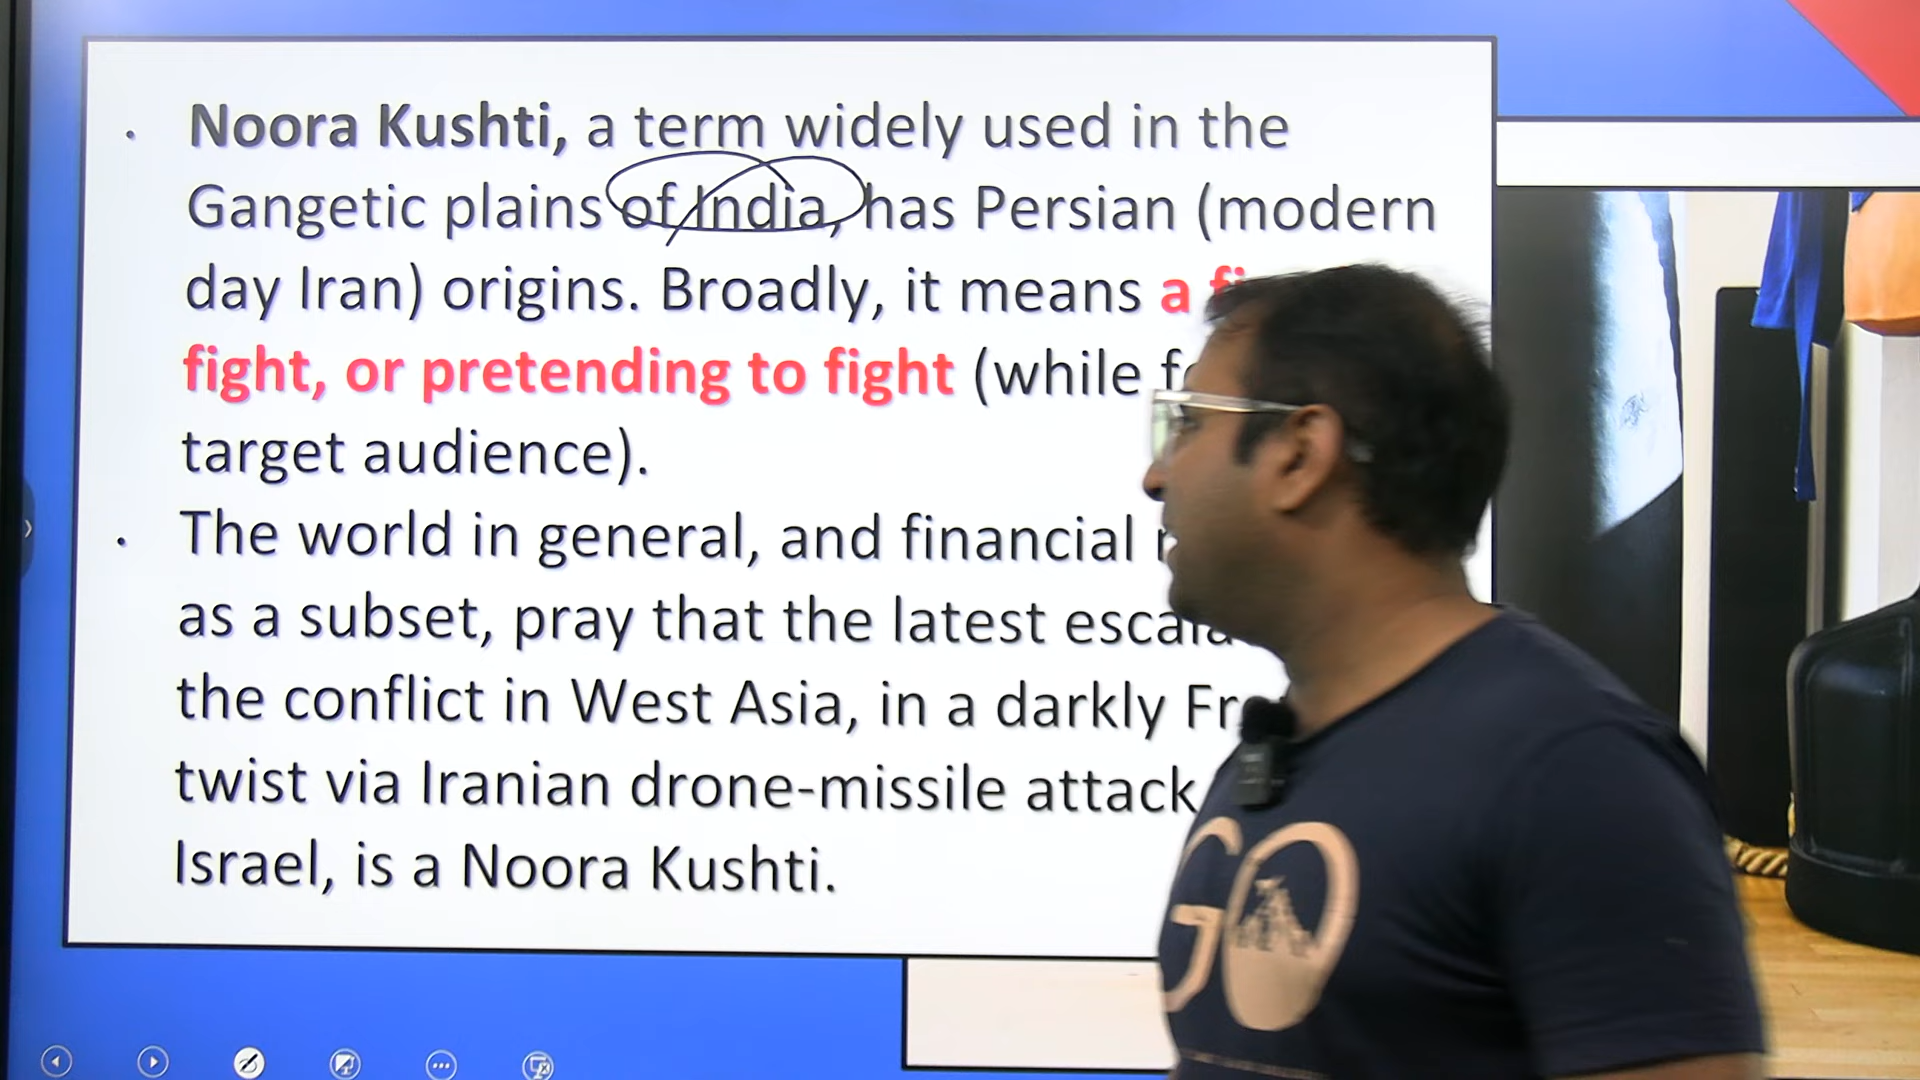 Noora Kushti, a term widely used in the
Gangetic plains of India, has Persian (modern
day Iran) origins. Broadly, it means a
fight, or pretending to fight (while
target audience).
The world in general, and financial
as a subset, pray that the latest
the conflict in West Asia, in a darkly
twist via Iranian drone-missile attack
Israel, is a Noora Kushti.
GO